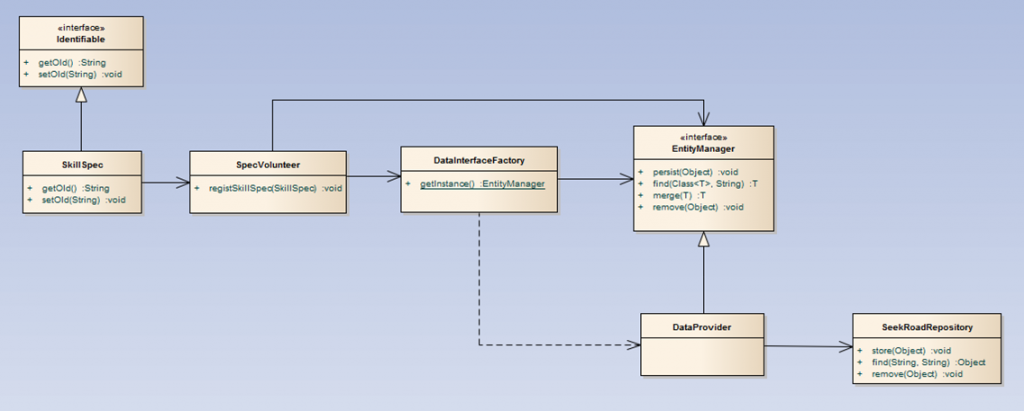 «interface»
Identifiable
+ getOId() :String
+ setOId(String) :void
SkillSpec
+ getOId() :String
+ setOId(String) :void
SpecVolunteer
+ registSkillSpec(SkillSpec) :void
DataInterfaceFactory
+ getInstance() :EntityManager
«interface»
EntityManager
+ persist(Object) :void
+ find(Class<T>, String) :T
+ merge(T) :T
+ remove(Object) :void
DataProvider
SeekRoadRepository
+ store(Object) :void
+ find(String, String) :Object
+ remove(Object) :void